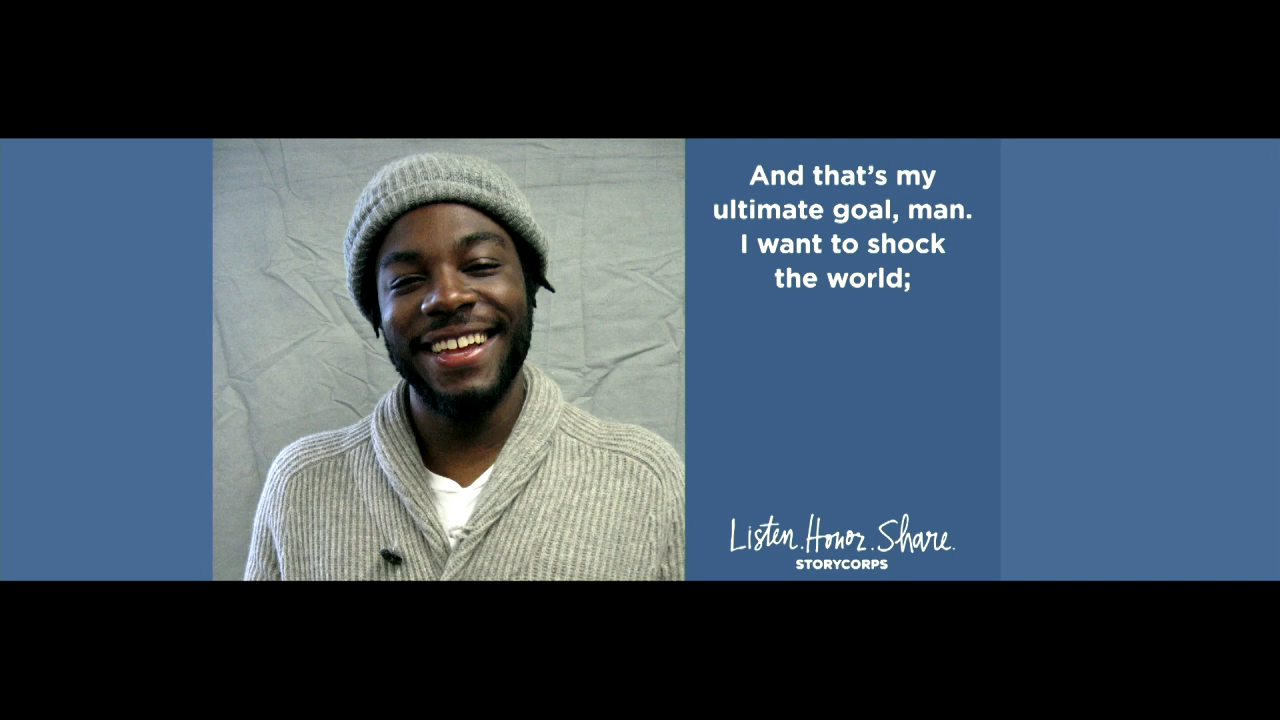 And that’s my
ultimate goal, man.
I want to shock
the world;
Listen.Honor.Share.
STORYCORPS